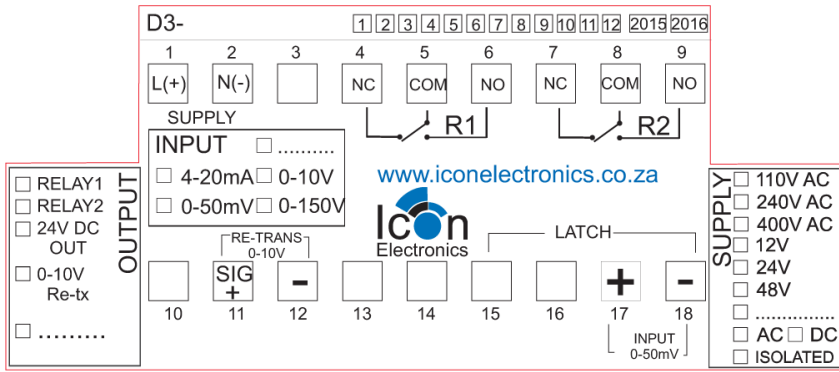 D3- 1 2 3 4 5 6 7 8 9 10 11 12 2015 2016
1 2 3 4 5 6 7 8 9
L(+) N(-) NC COM NO NC COM NO
SUPPLY
R1 R2
INPUT ..........
4-20mA 0-10V
0-50mV 0-150V
www.iconelectronics.co.za
Icon
Electronics
OUTPUT
RELAY1
RELAY2
24V DC
OUT
0-10V
Re-tx
.........
RE-TRANS
0-10V
LATCH
SIG
+ - + -
10 11 12 13 14 15 16 17 18
INPUT
0-50mV
SUPPLY
110V AC
240V AC
400V AC
12V
24V
48V
...............
AC DC
ISOLATED